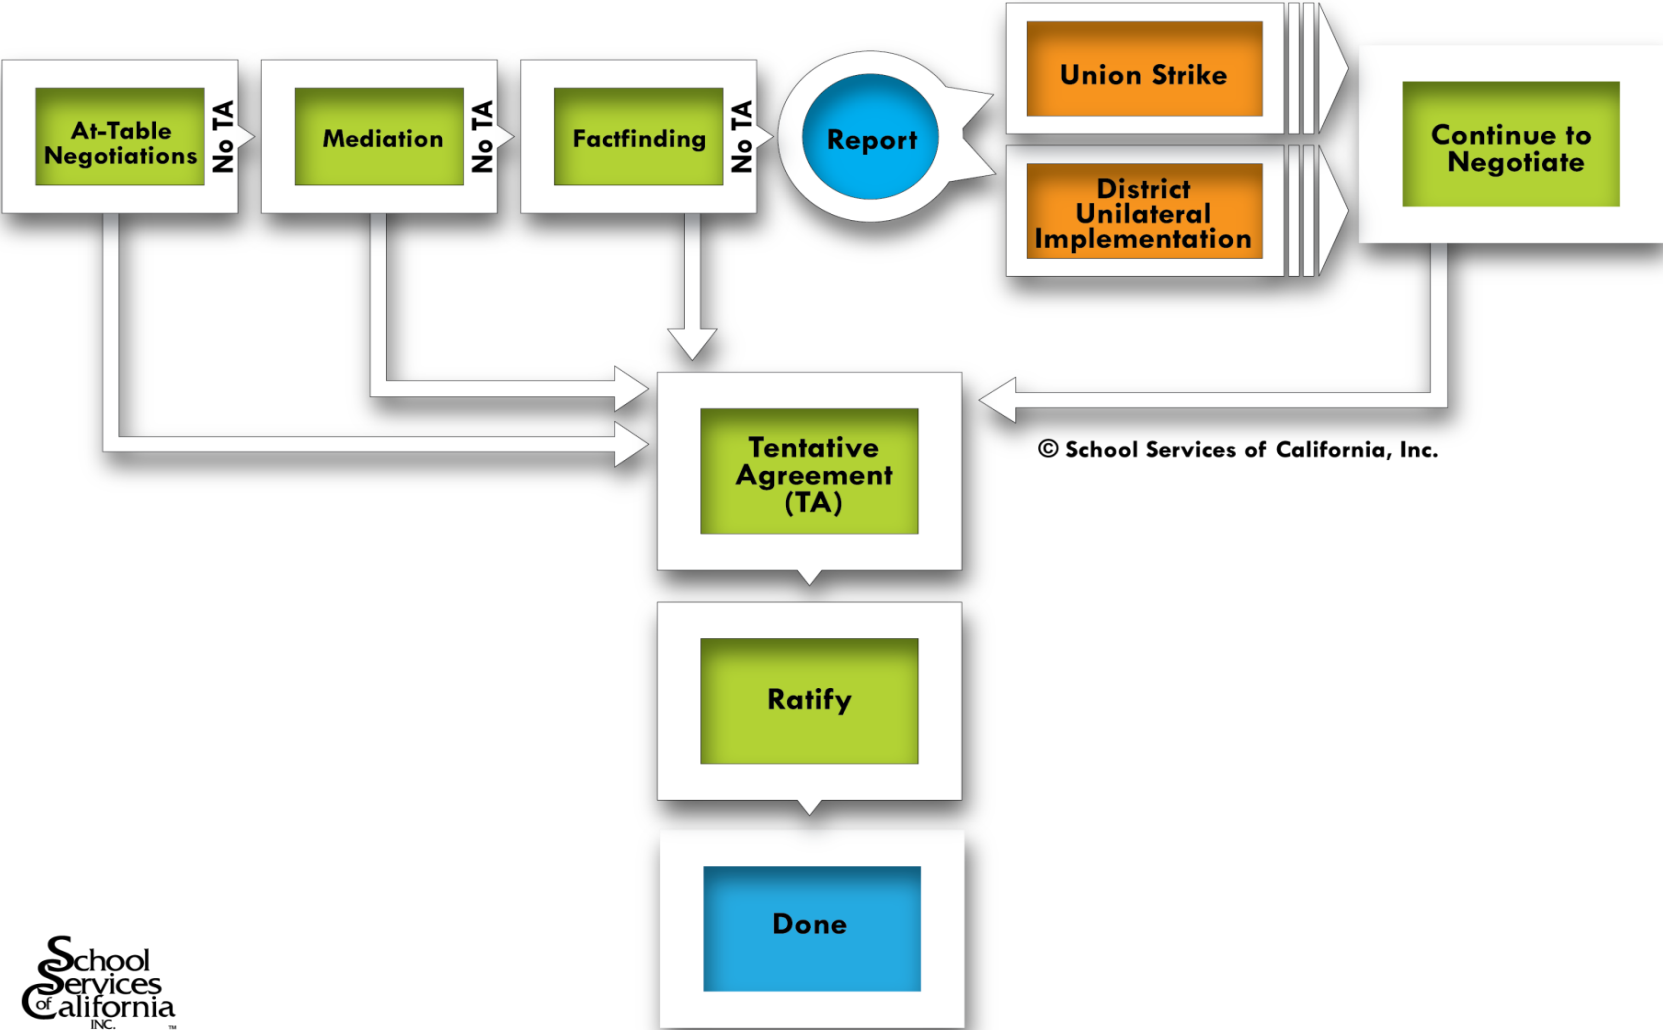 At-Table
Negotiations
No TA
Mediation
No TA
Factfinding
No TA
Report
Union Strike
District
Unilateral
Implementation
Continue to
Negotiate
Tentative
Agreement
(TA)
© School Services of California, Inc.
Ratify
Done
School
Services
of California
INC.
TM